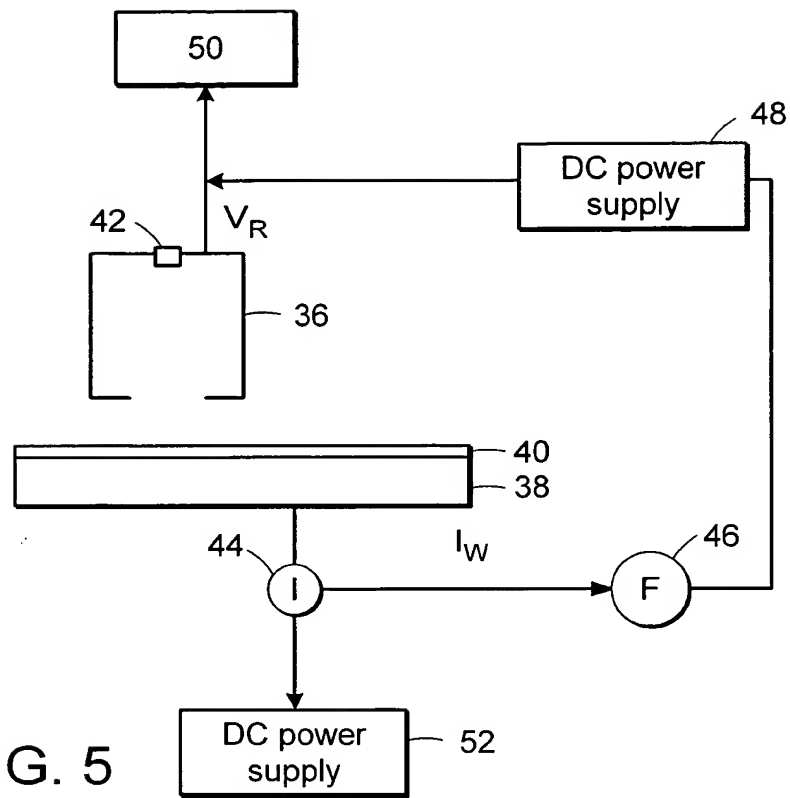 50
48
DC power
supply
42
V_R
36
40
38
44
I
I_W
46
F
DC power
supply
52
G. 5